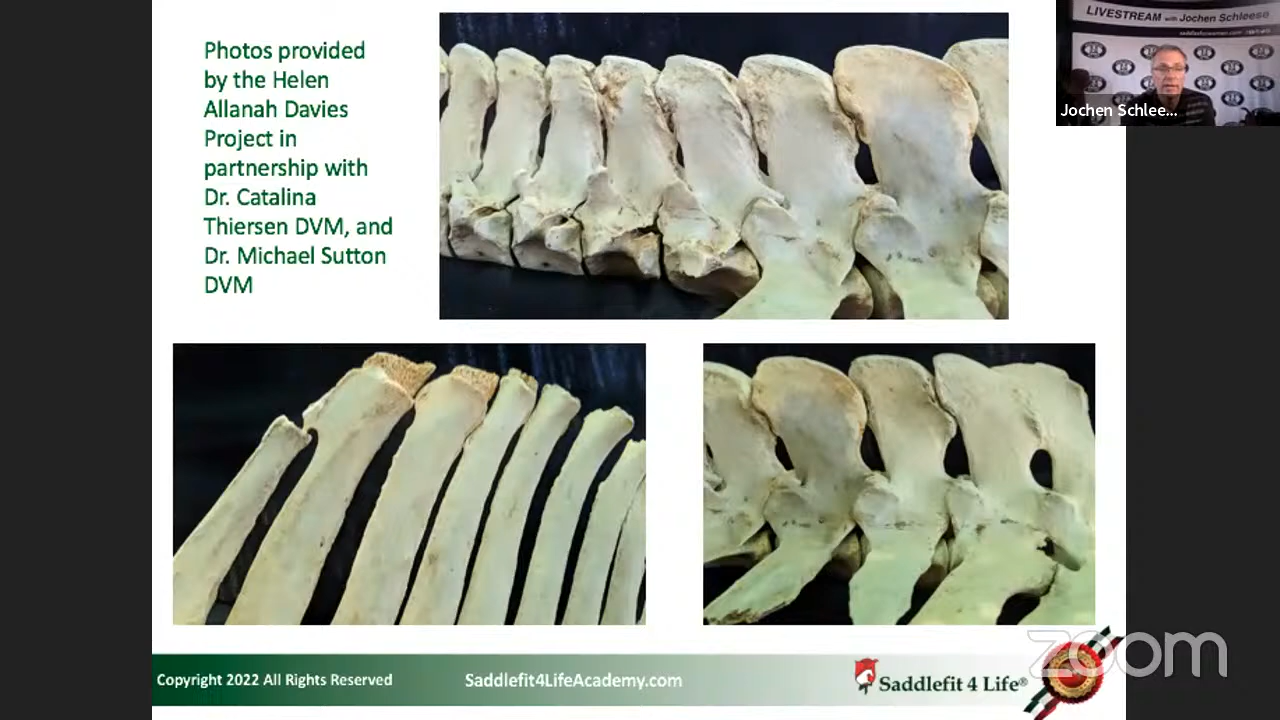 Photos provided
by the Helen
Allanah Davies
Project in
partnership with
Dr. Catalina
Thiersen DVM, and
Dr. Michael Sutton
DVM
LIVESTREAM with Jochen Schleese
Jochen Schlee...
Copyright 2022 All Rights Reserved
SaddleFit4LifeAcademy.com
Saddlefit 4 Life®
zoom